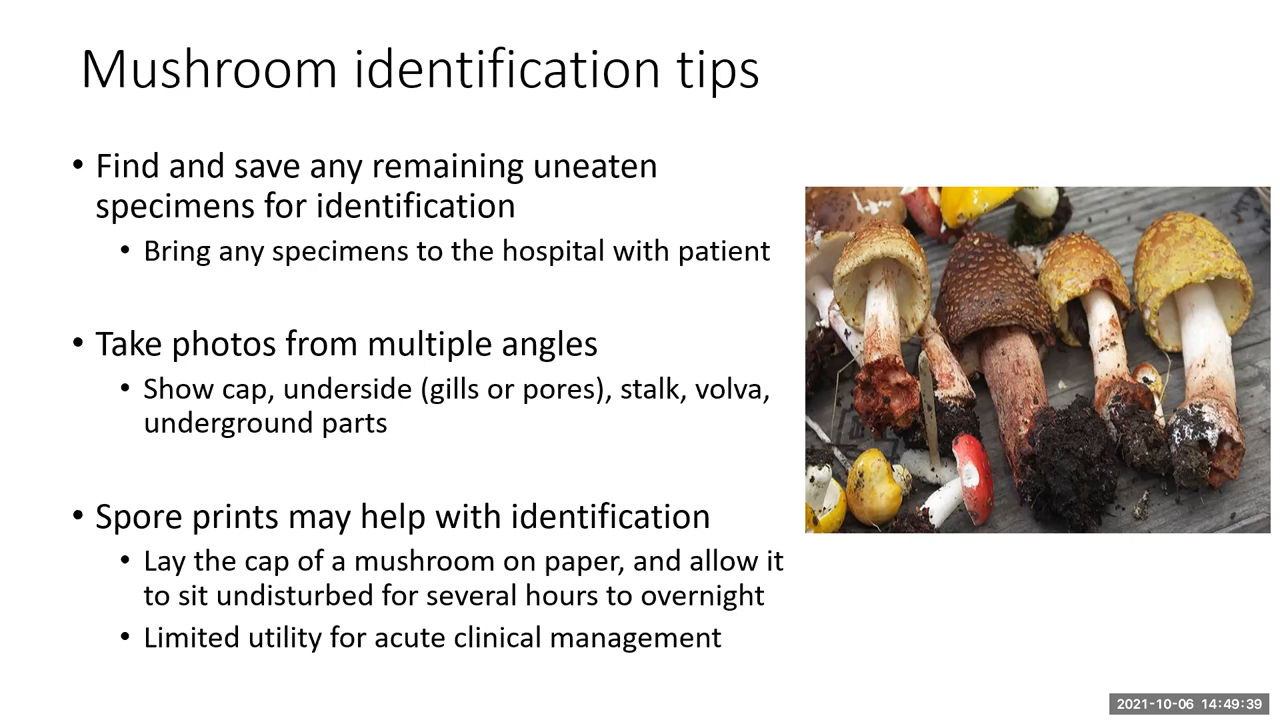 Mushroom identification tips
• Find and save any remaining uneaten
specimens for identification
• Bring any specimens to the hospital with patient
• Take photos from multiple angles
• Show cap, underside (gills or pores), stalk, volva,
underground parts
• Spore prints may help with identification
• Lay the cap of a mushroom on paper, and allow it
to sit undisturbed for several hours to overnight
• Limited utility for acute clinical management
2021-10-06 14:49:39